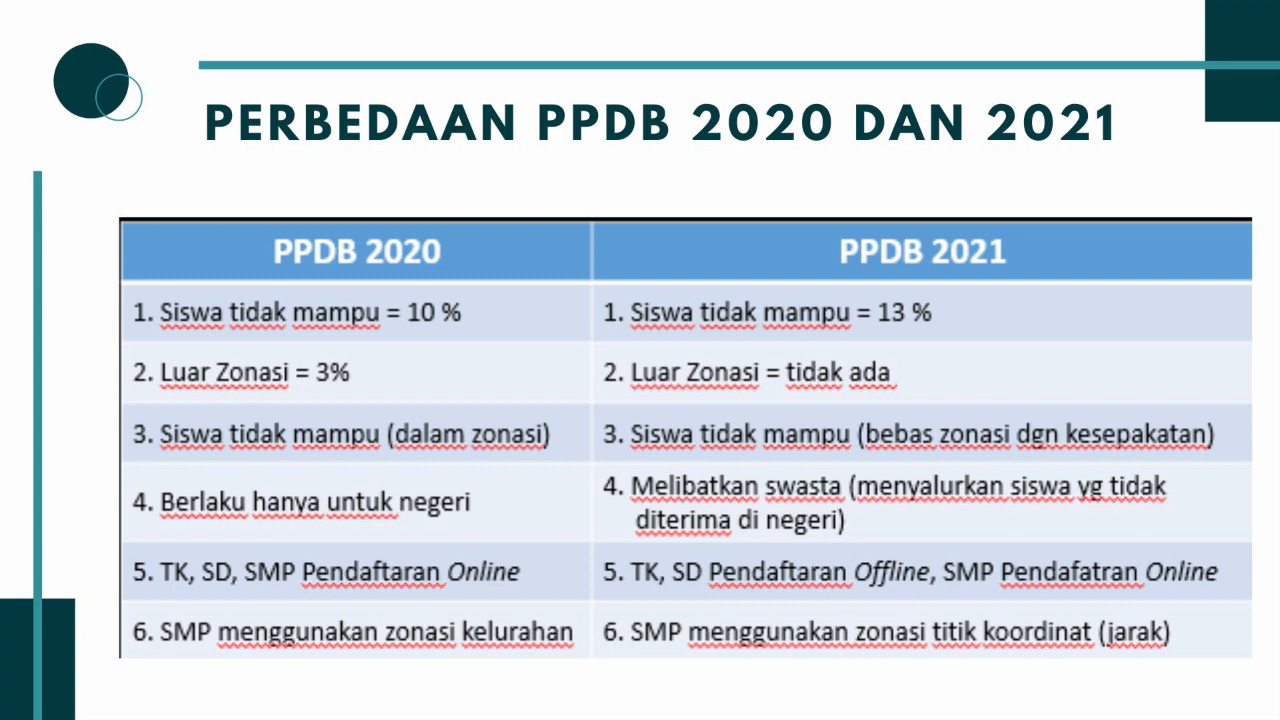 PERBEDAAN PPDB 2020 DAN 2021
PPDB 2020
PPDB 2021
1. Siswa tidak mampu = 10 %
1. Siswa tidak mampu = 13 %
2. Luar Zonasi = 3%
2. Luar Zonasi = tidak ada
3. Siswa tidak mampu (dalam zonasi)
3. Siswa tidak mampu (bebas zonasi dgn kesepakatan)
4. Berlaku hanya untuk negeri
4. Melibatkan swasta (menyalurkan siswa yg tidak
diterima di negeri)
5. TK, SD, SMP Pendaftaran Online
5. TK, SD Pendaftaran Offline, SMP Pendafatran Online
6. SMP menggunakan zonasi kelurahan
6. SMP menggunakan zonasi titik koordinat (jarak)